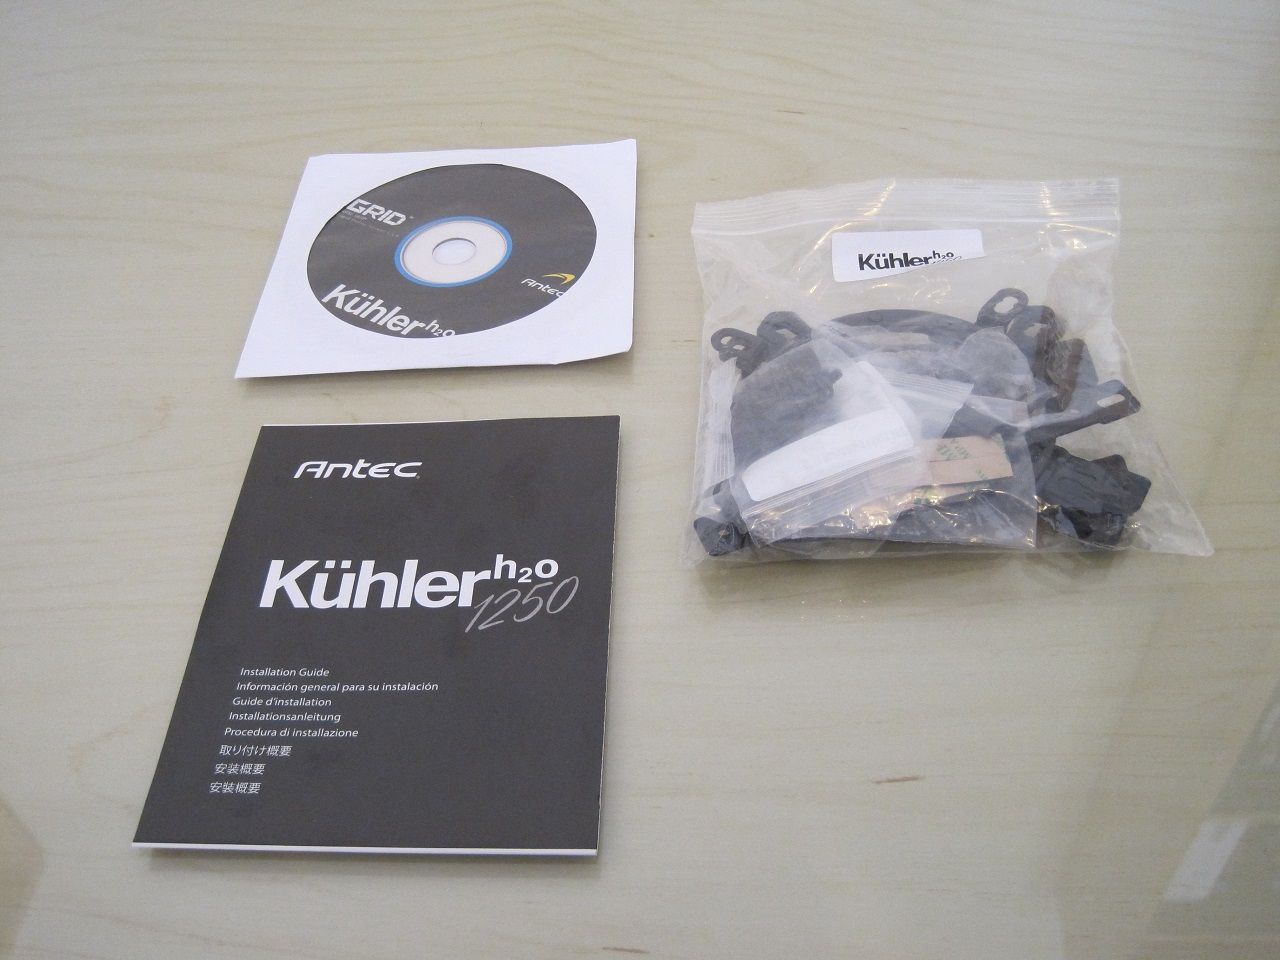 GRID
Antec
Kühler h₂o
Kühler h₂o
Antec
Kühler h₂o
1250
Installation Guide
Información general para su instalación
Guide d'installation
Installationsanleitung
Procedura di installazione
取り付け概要
安装概要
安裝概要